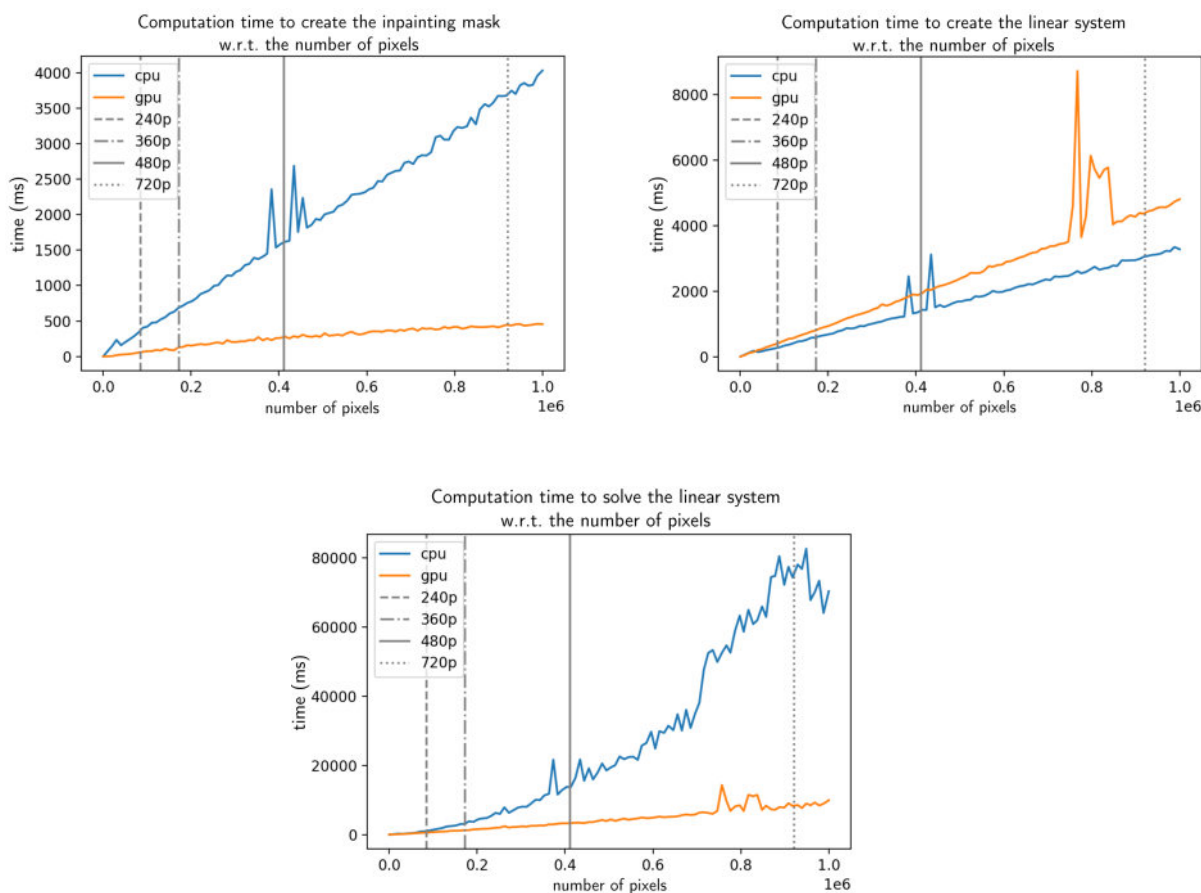 Computation time to create the inpainting mask
w.r.t. the number of pixels
cpu
gpu
240p
360p
480p
720p
4000
3500
3000
2500
2000
1500
1000
500
0
time (ms)
0.0 0.2 0.4 0.6 0.8 1.0
1e6
number of pixels
Computation time to create the linear system
w.r.t. the number of pixels
cpu
gpu
240p
360p
480p
720p
8000
6000
4000
2000
0
time (ms)
0.0 0.2 0.4 0.6 0.8 1.0
1e6
number of pixels
Computation time to solve the linear system
w.r.t. the number of pixels
cpu
gpu
240p
360p
480p
720p
80000
60000
40000
20000
0
time (ms)
0.0 0.2 0.4 0.6 0.8 1.0
1e6
number of pixels